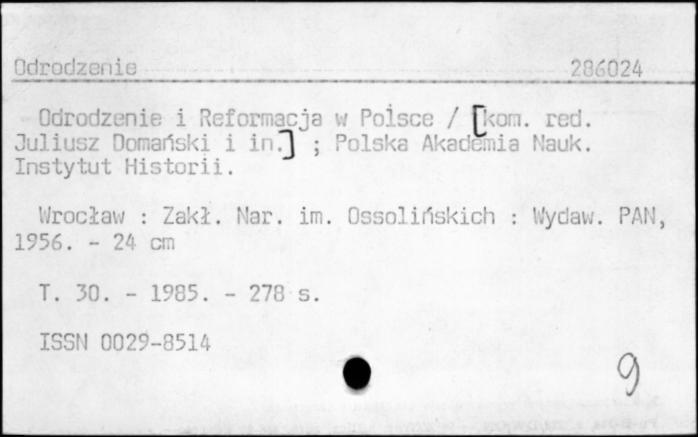 Odrodzenie 286024
Odrodzenie i Reformacja w Polsce / [kom. red.
Juliusz Domański i in.] ; Polska Akademia Nauk.
Instytut Historii.
Wrocław : Zakł. Nar. im. Ossolińskich : Wydaw. PAN,
1956. - 24 cm
T. 30. - 1985. - 278 s.
ISSN 0029-8514
9